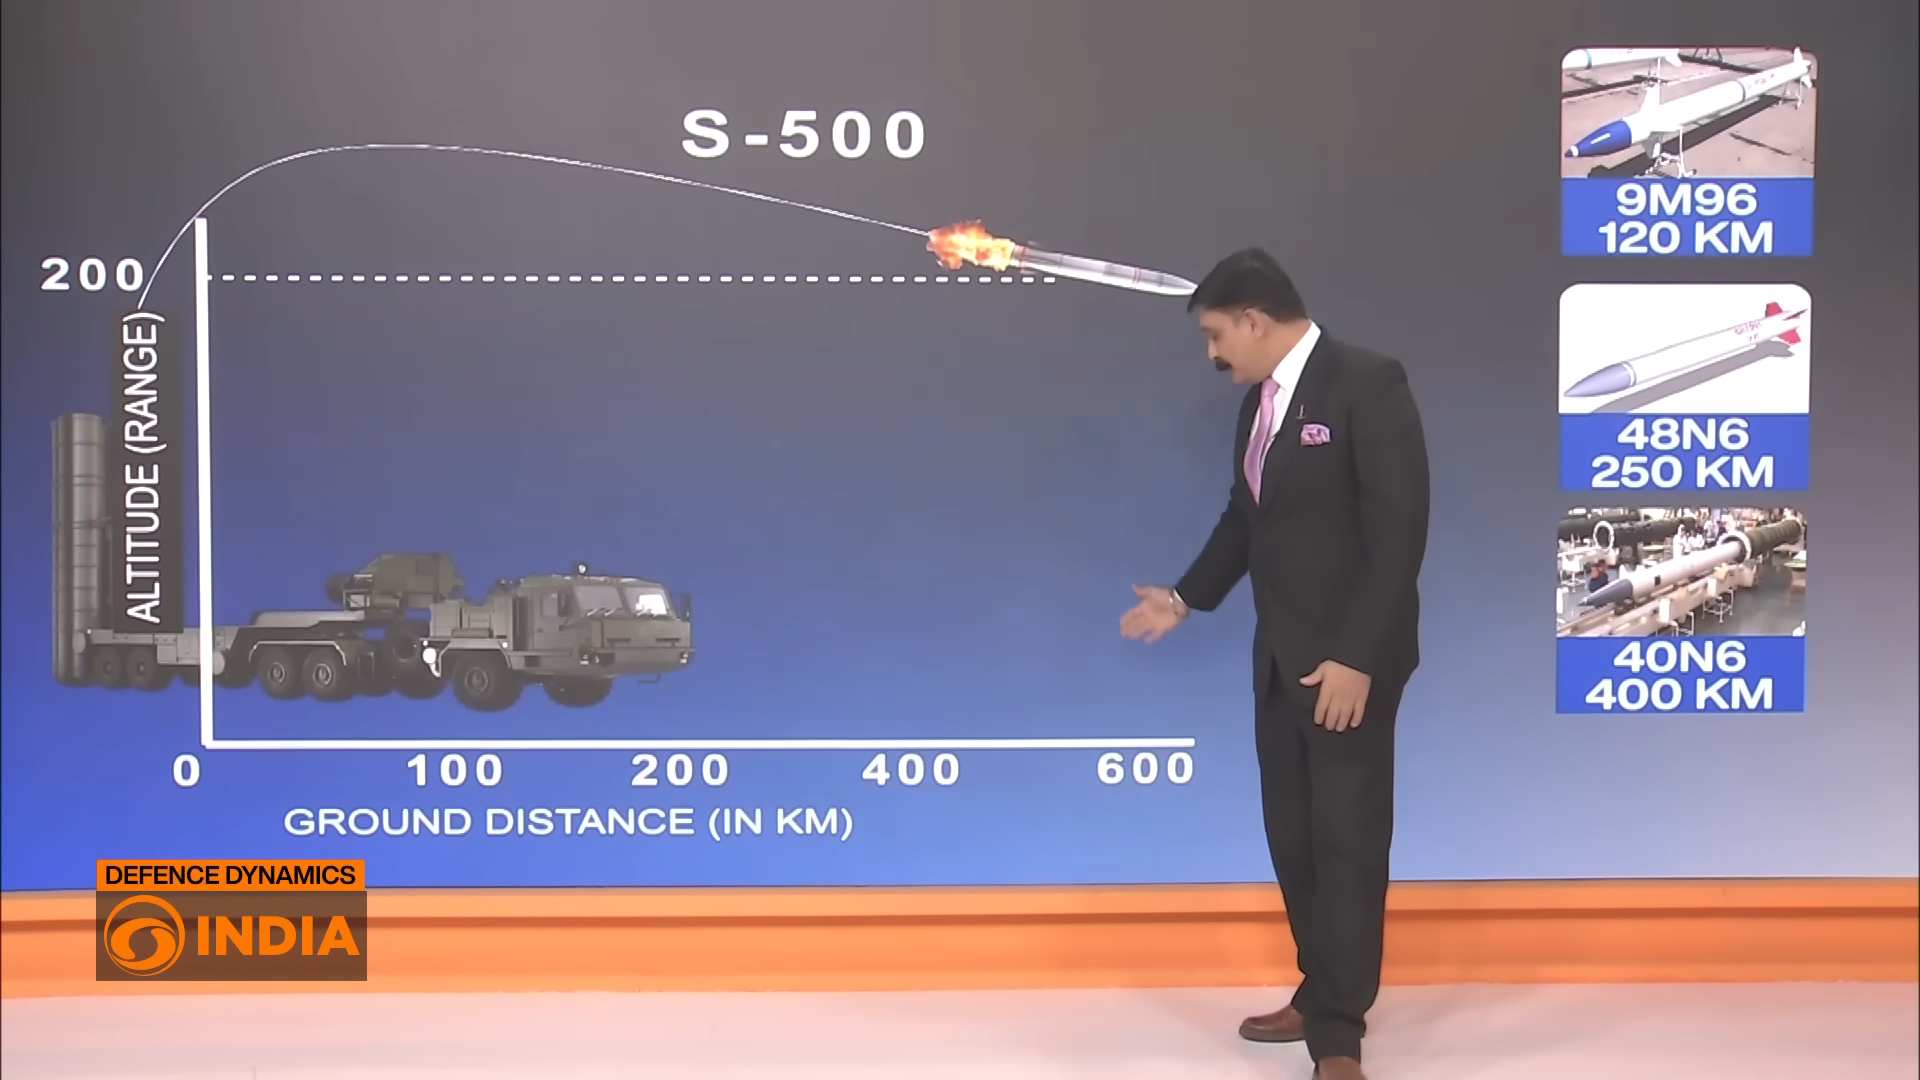 S-500
200
ALTITUDE (RANGE)
0 100 200 400 600
GROUND DISTANCE (IN KM)
9M96
120 KM
48N6
250 KM
40N6
400 KM
DEFENCE DYNAMICS
INDIA